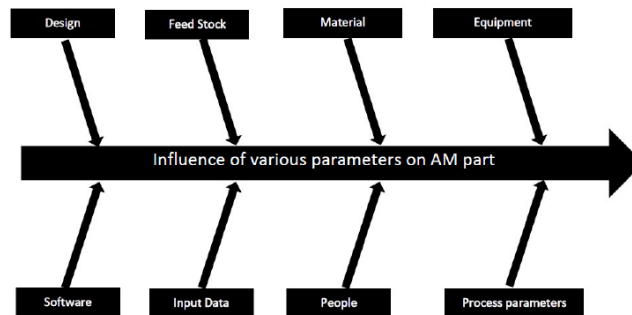 Design
Feed Stock
Material
Equipment
Influence of various parameters on AM part
Software
Input Data
People
Process parameters